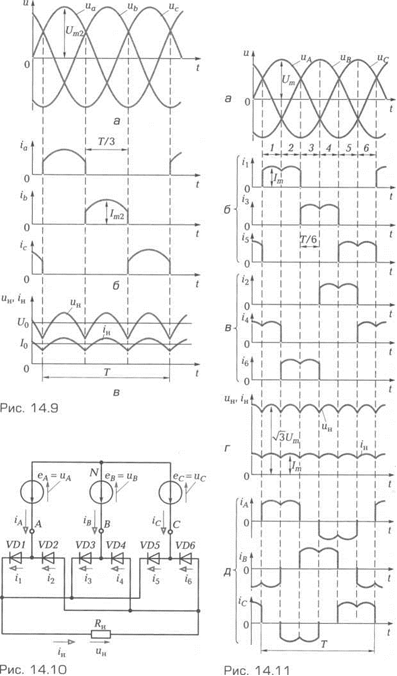 u
u_a
u_b
u_c
U_m2
0
t
а
i_a
T/3
0
t
i_b
I_m2
0
t
i_c
0
б
t
u_н, i_н
u_н
U_0
i_н
I_0
0
T
t
в
Рис. 14.9
N
e_A=u_A
e_B=u_B
e_C=u_C
i_A
A
i_B
B
i_C
C
VD1
VD2
VD3
VD4
VD5
VD6
i_1
i_2
i_3
i_4
i_5
i_6
R_н
i_н
u_н
Рис. 14.10
u
u_A
u_B
u_C
U_m
0
t
а
1
2
3
4
5
6
i_1
I_m
0
t
б
i_3
0
T/6
t
i_5
0
t
i_2
0
t
в
i_4
0
t
i_6
0
t
u_н, i_н
u_н
√3U_m
i_н
I_m
г
0
t
i_A
0
t
д
i_B
0
t
i_C
0
T
t
Рис. 14.11